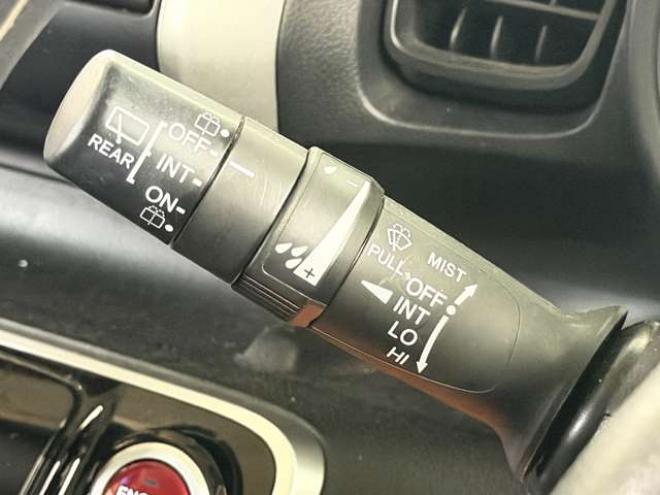 REAR
OFF
INT
ON
- +
PULL
MIST
OFF
INT
LO
HI